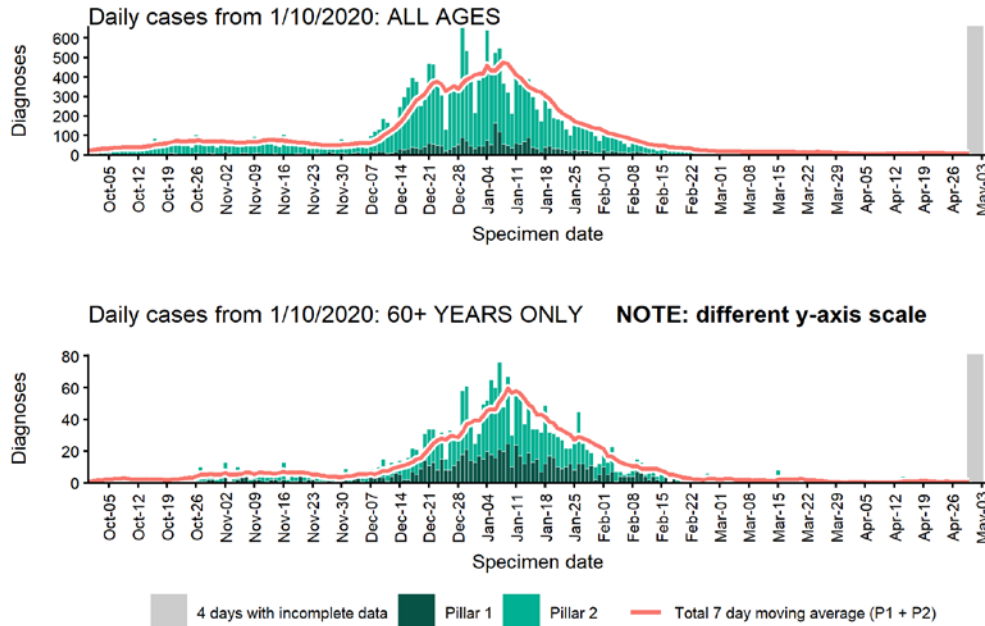 Daily cases from 1/10/2020: ALL AGES
Diagnoses
600
500
400
300
200
100
0
Oct-05
Oct-12
Oct-19
Oct-26
Nov-02
Nov-09
Nov-16
Nov-23
Nov-30
Dec-07
Dec-14
Dec-21
Dec-28
Jan-04
Jan-11
Jan-18
Jan-25
Feb-01
Feb-08
Feb-15
Feb-22
Mar-01
Mar-08
Mar-15
Mar-22
Mar-29
Apr-05
Apr-12
Apr-19
Apr-26
May-03
Specimen date
Daily cases from 1/10/2020: 60+ YEARS ONLY NOTE: different y-axis scale
Diagnoses
80
60
40
20
0
Oct-05
Oct-12
Oct-19
Oct-26
Nov-02
Nov-09
Nov-16
Nov-23
Nov-30
Dec-07
Dec-14
Dec-21
Dec-28
Jan-04
Jan-11
Jan-18
Jan-25
Feb-01
Feb-08
Feb-15
Feb-22
Mar-01
Mar-08
Mar-15
Mar-22
Mar-29
Apr-05
Apr-12
Apr-19
Apr-26
May-03
Specimen date
4 days with incomplete data Pillar 1 Pillar 2 Total 7 day moving average (P1 + P2)